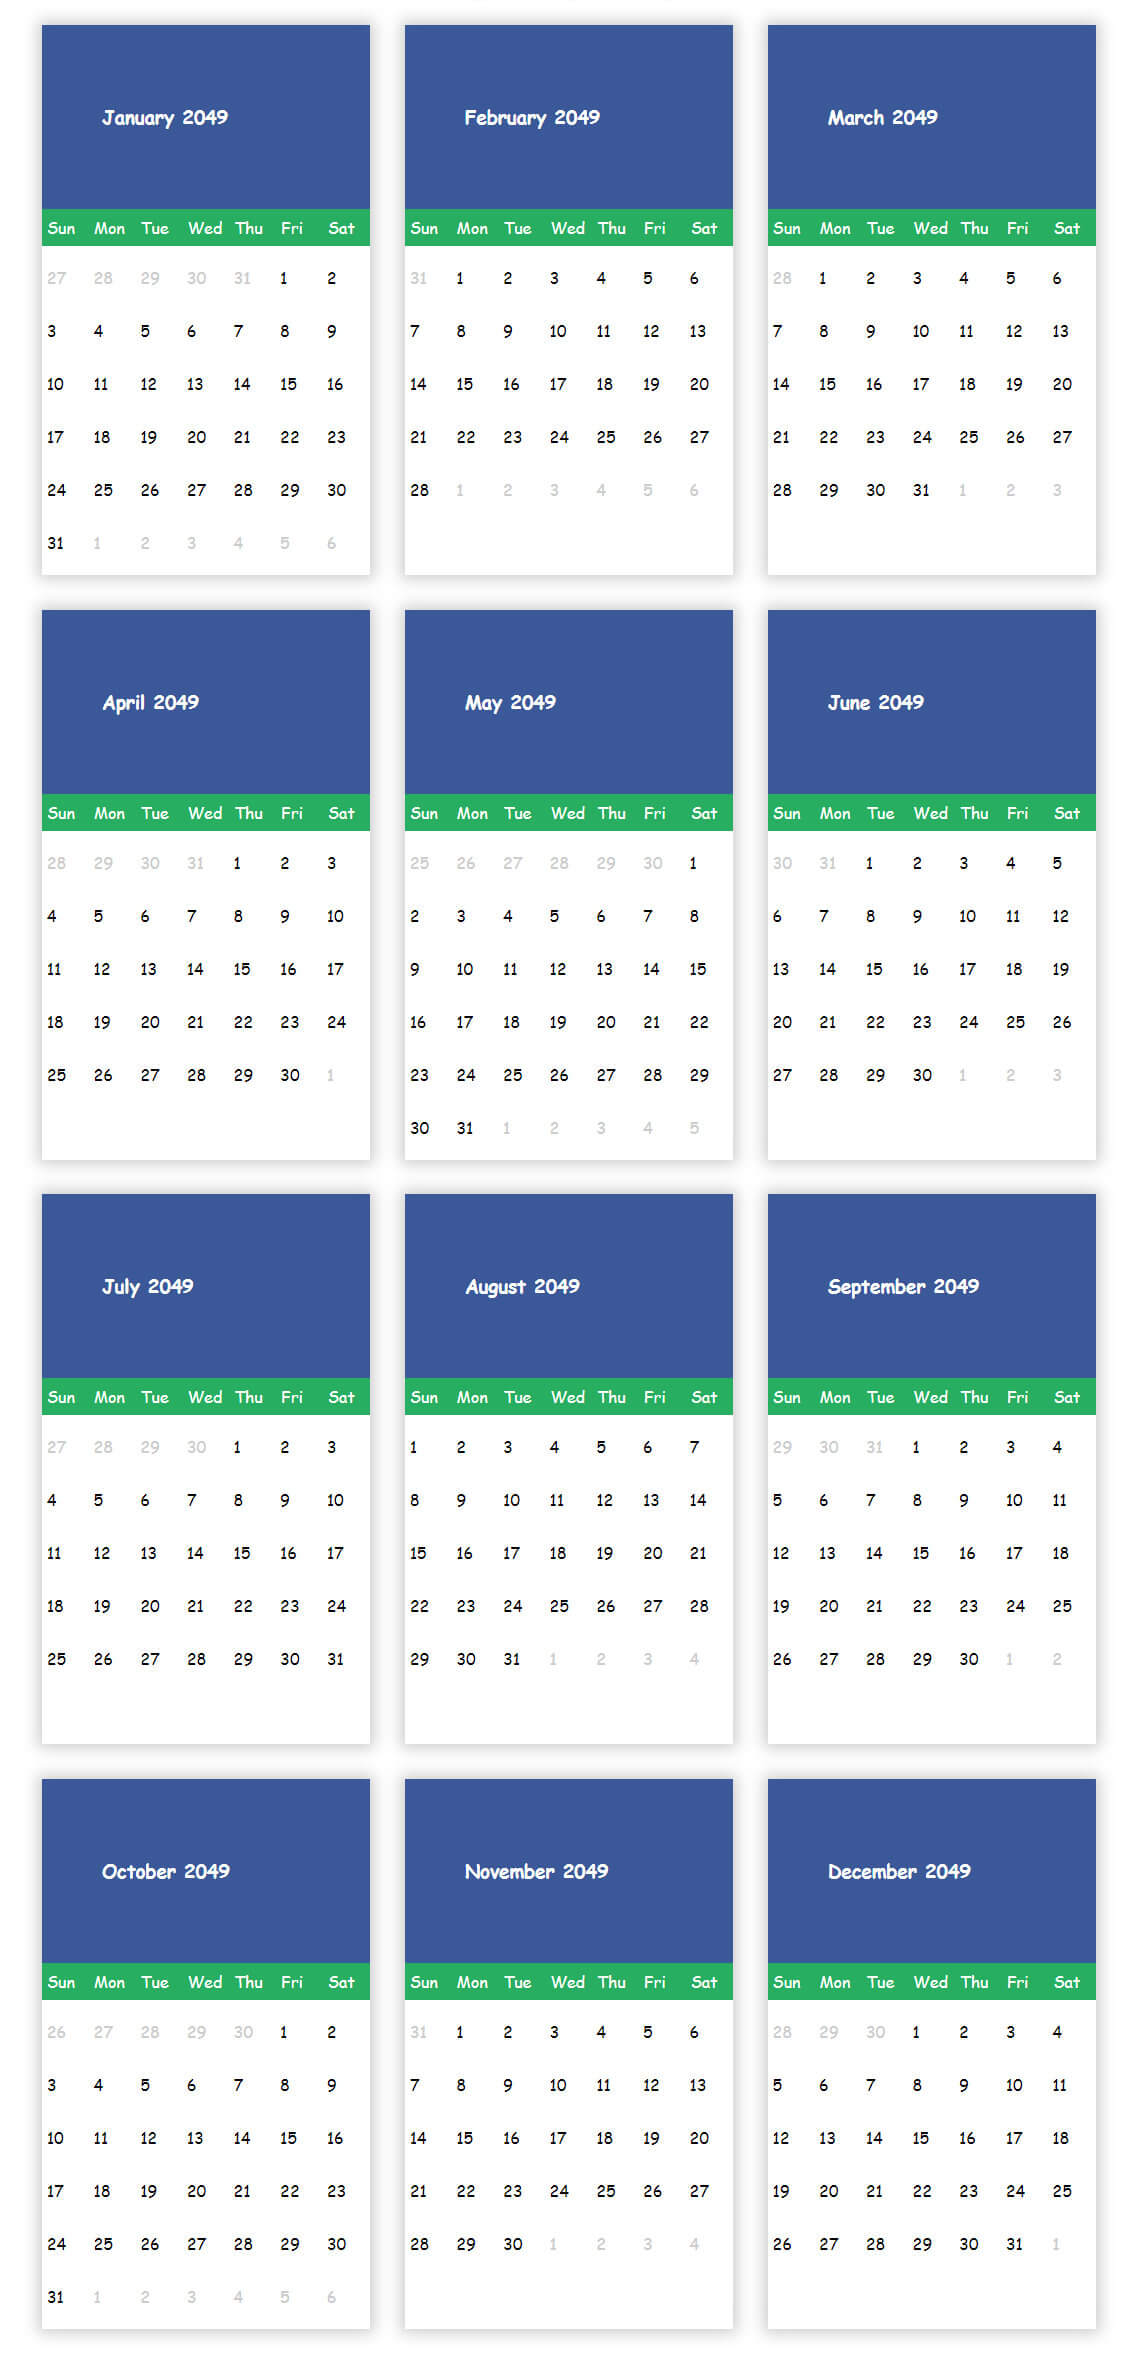 January 2049
Sun Mon Tue Wed Thu Fri Sat
27 28 29 30 31 1 2
3 4 5 6 7 8 9
10 11 12 13 14 15 16
17 18 19 20 21 22 23
24 25 26 27 28 29 30
31 1 2 3 4 5 6
February 2049
Sun Mon Tue Wed Thu Fri Sat
31 1 2 3 4 5 6
7 8 9 10 11 12 13
14 15 16 17 18 19 20
21 22 23 24 25 26 27
28 1 2 3 4 5 6
March 2049
Sun Mon Tue Wed Thu Fri Sat
28 1 2 3 4 5 6
7 8 9 10 11 12 13
14 15 16 17 18 19 20
21 22 23 24 25 26 27
28 29 30 31 1 2 3
April 2049
Sun Mon Tue Wed Thu Fri Sat
28 29 30 31 1 2 3
4 5 6 7 8 9 10
11 12 13 14 15 16 17
18 19 20 21 22 23 24
25 26 27 28 29 30 1
May 2049
Sun Mon Tue Wed Thu Fri Sat
25 26 27 28 29 30 1
2 3 4 5 6 7 8
9 10 11 12 13 14 15
16 17 18 19 20 21 22
23 24 25 26 27 28 29
30 31 1 2 3 4 5
June 2049
Sun Mon Tue Wed Thu Fri Sat
30 31 1 2 3 4 5
6 7 8 9 10 11 12
13 14 15 16 17 18 19
20 21 22 23 24 25 26
27 28 29 30 1 2 3
July 2049
Sun Mon Tue Wed Thu Fri Sat
27 28 29 30 1 2 3
4 5 6 7 8 9 10
11 12 13 14 15 16 17
18 19 20 21 22 23 24
25 26 27 28 29 30 31
August 2049
Sun Mon Tue Wed Thu Fri Sat
1 2 3 4 5 6 7
8 9 10 11 12 13 14
15 16 17 18 19 20 21
22 23 24 25 26 27 28
29 30 31 1 2 3 4
September 2049
Sun Mon Tue Wed Thu Fri Sat
29 30 31 1 2 3 4
5 6 7 8 9 10 11
12 13 14 15 16 17 18
19 20 21 22 23 24 25
26 27 28 29 30 1 2
October 2049
Sun Mon Tue Wed Thu Fri Sat
26 27 28 29 30 1 2
3 4 5 6 7 8 9
10 11 12 13 14 15 16
17 18 19 20 21 22 23
24 25 26 27 28 29 30
31 1 2 3 4 5 6
November 2049
Sun Mon Tue Wed Thu Fri Sat
31 1 2 3 4 5 6
7 8 9 10 11 12 13
14 15 16 17 18 19 20
21 22 23 24 25 26 27
28 29 30 1 2 3 4
December 2049
Sun Mon Tue Wed Thu Fri Sat
28 29 30 1 2 3 4
5 6 7 8 9 10 11
12 13 14 15 16 17 18
19 20 21 22 23 24 25
26 27 28 29 30 31 1